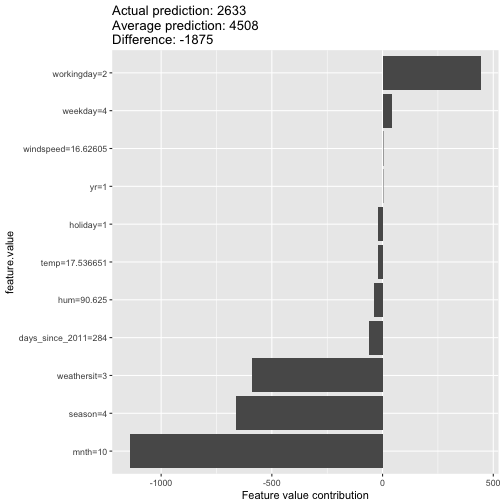 Actual prediction: 2633
Average prediction: 4508
Difference: -1875
workingday=2
weekday=4
windspeed=16.62605
yr=1
holiday=1
temp=17.536651
hum=90.625
days_since_2011=284
weathersit=3
season=4
mnth=10
feature.value
-1000 -500 0 500
Feature value contribution